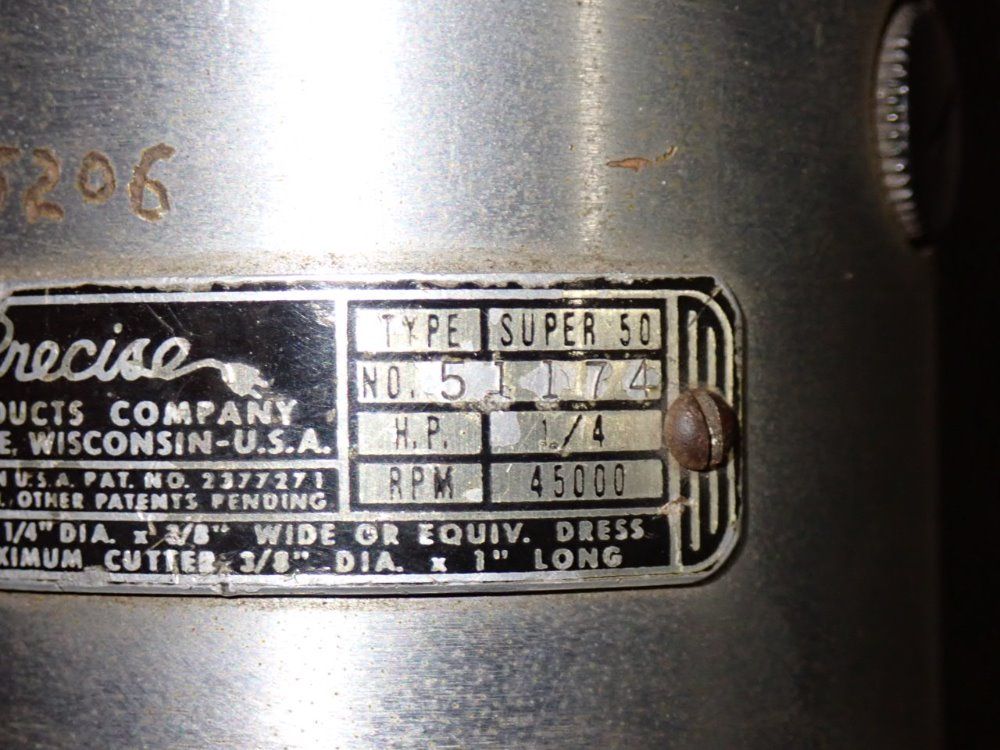 5206
Precise
DUCTS COMPANY
E, WISCONSIN-U.S.A.
N U.S.A. PAT. NO. 2377271
OTHER PATENTS PENDING
TYPE SUPER 50
NO. 51174
H.P. 1/4
RPM 45000
1/4" DIA. x 3/8" WIDE OR EQUIV. DRESS
XIMUM CUTTER 3/8" DIA. x 1" LONG